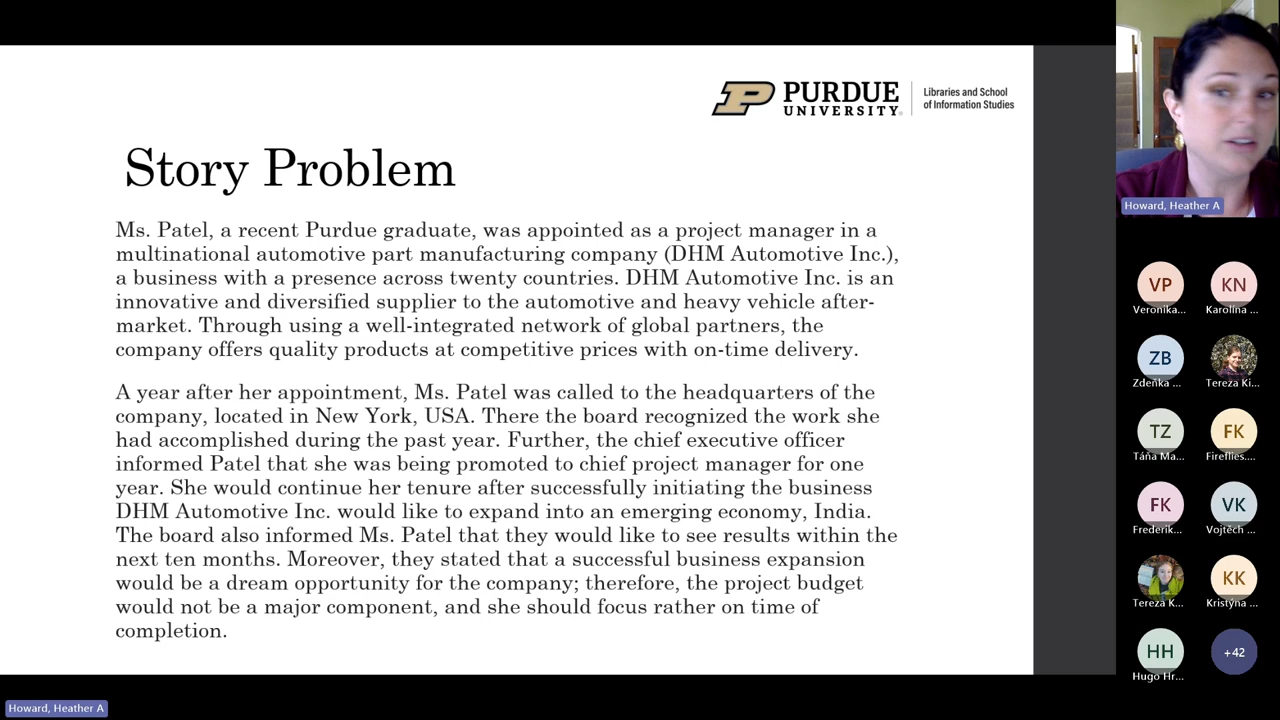 PURDUE
UNIVERSITY®
Libraries and School
of Information Studies
Story Problem
Ms. Patel, a recent Purdue graduate, was appointed as a project manager in a
multinational automotive part manufacturing company (DHM Automotive Inc.),
a business with a presence across twenty countries. DHM Automotive Inc. is an
innovative and diversified supplier to the automotive and heavy vehicle after-
market. Through using a well-integrated network of global partners, the
company offers quality products at competitive prices with on-time delivery.
A year after her appointment, Ms. Patel was called to the headquarters of the
company, located in New York, USA. There the board recognized the work she
had accomplished during the past year. Further, the chief executive officer
informed Patel that she was being promoted to chief project manager for one
year. She would continue her tenure after successfully initiating the business
DHM Automotive Inc. would like to expand into an emerging economy, India.
The board also informed Ms. Patel that they would like to see results within the
next ten months. Moreover, they stated that a successful business expansion
would be a dream opportunity for the company; therefore, the project budget
would not be a major component, and she should focus rather on time of
completion.
Howard, Heather A
VP
KN
Veronika...
Karolína ...
ZB
Zdeňka ...
Tereza Ki...
TZ
FK
Táňa Ma...
Fireflies....
FK
VK
Frederik...
Vojtěch ...
KK
Tereza K...
Kristýna ...
HH
+42
Hugo Hr...
Howard, Heather A